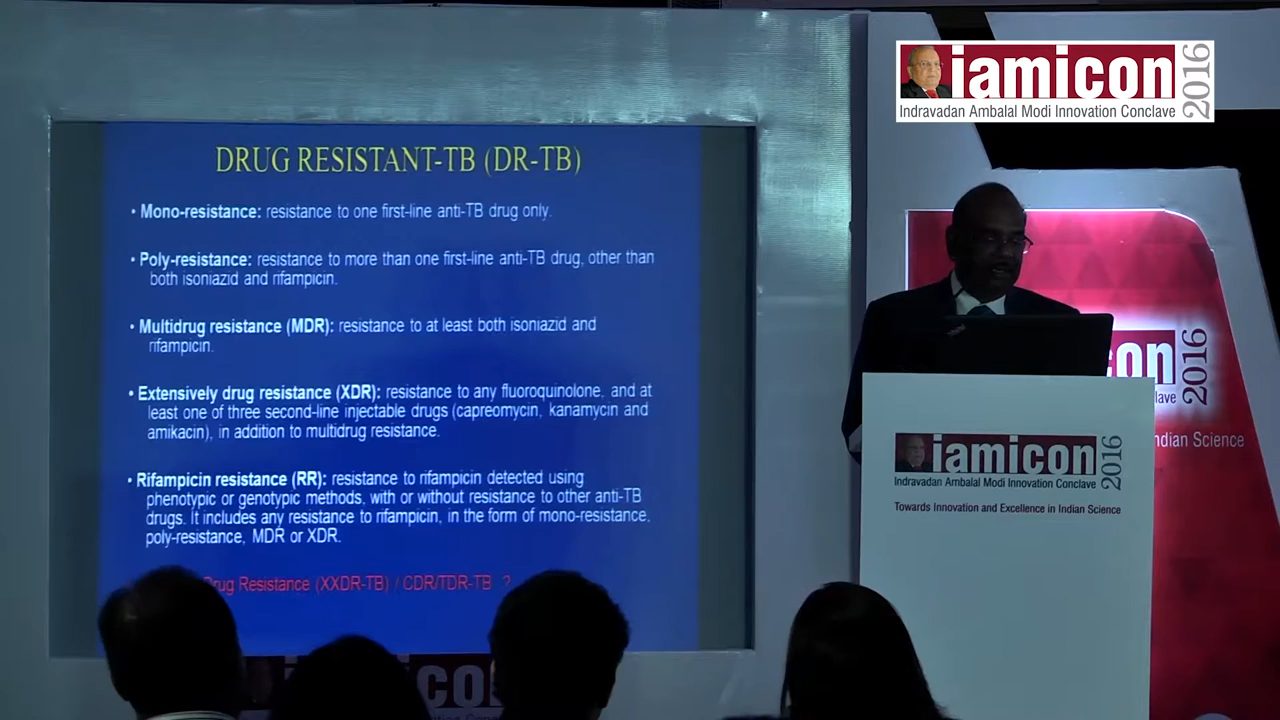 iamicon 2016
Indravadan Ambalal Modi Innovation Conclave
DRUG RESISTANT-TB (DR-TB)
• Mono-resistance: resistance to one first-line anti-TB drug only.
• Poly-resistance: resistance to more than one first-line anti-TB drug, other than
both isoniazid and rifampicin.
• Multidrug resistance (MDR): resistance to at least both isoniazid and
rifampicin.
• Extensively drug resistance (XDR): resistance to any fluoroquinolone, and at
least one of three second-line injectable drugs (capreomycin, kanamycin and
amikacin), in addition to multidrug resistance.
• Rifampicin resistance (RR): resistance to rifampicin detected using
phenotypic or genotypic methods, with or without resistance to other anti-TB
drugs. It includes any resistance to rifampicin, in the form of mono-resistance,
poly-resistance, MDR or XDR.
Drug Resistance (XXDR-TB) / CDR/TDR-TB ?
con 2016
clave
Indian Science
iamicon 2016
Indravadan Ambalal Modi Innovation Conclave
Towards Innovation and Excellence in Indian Science